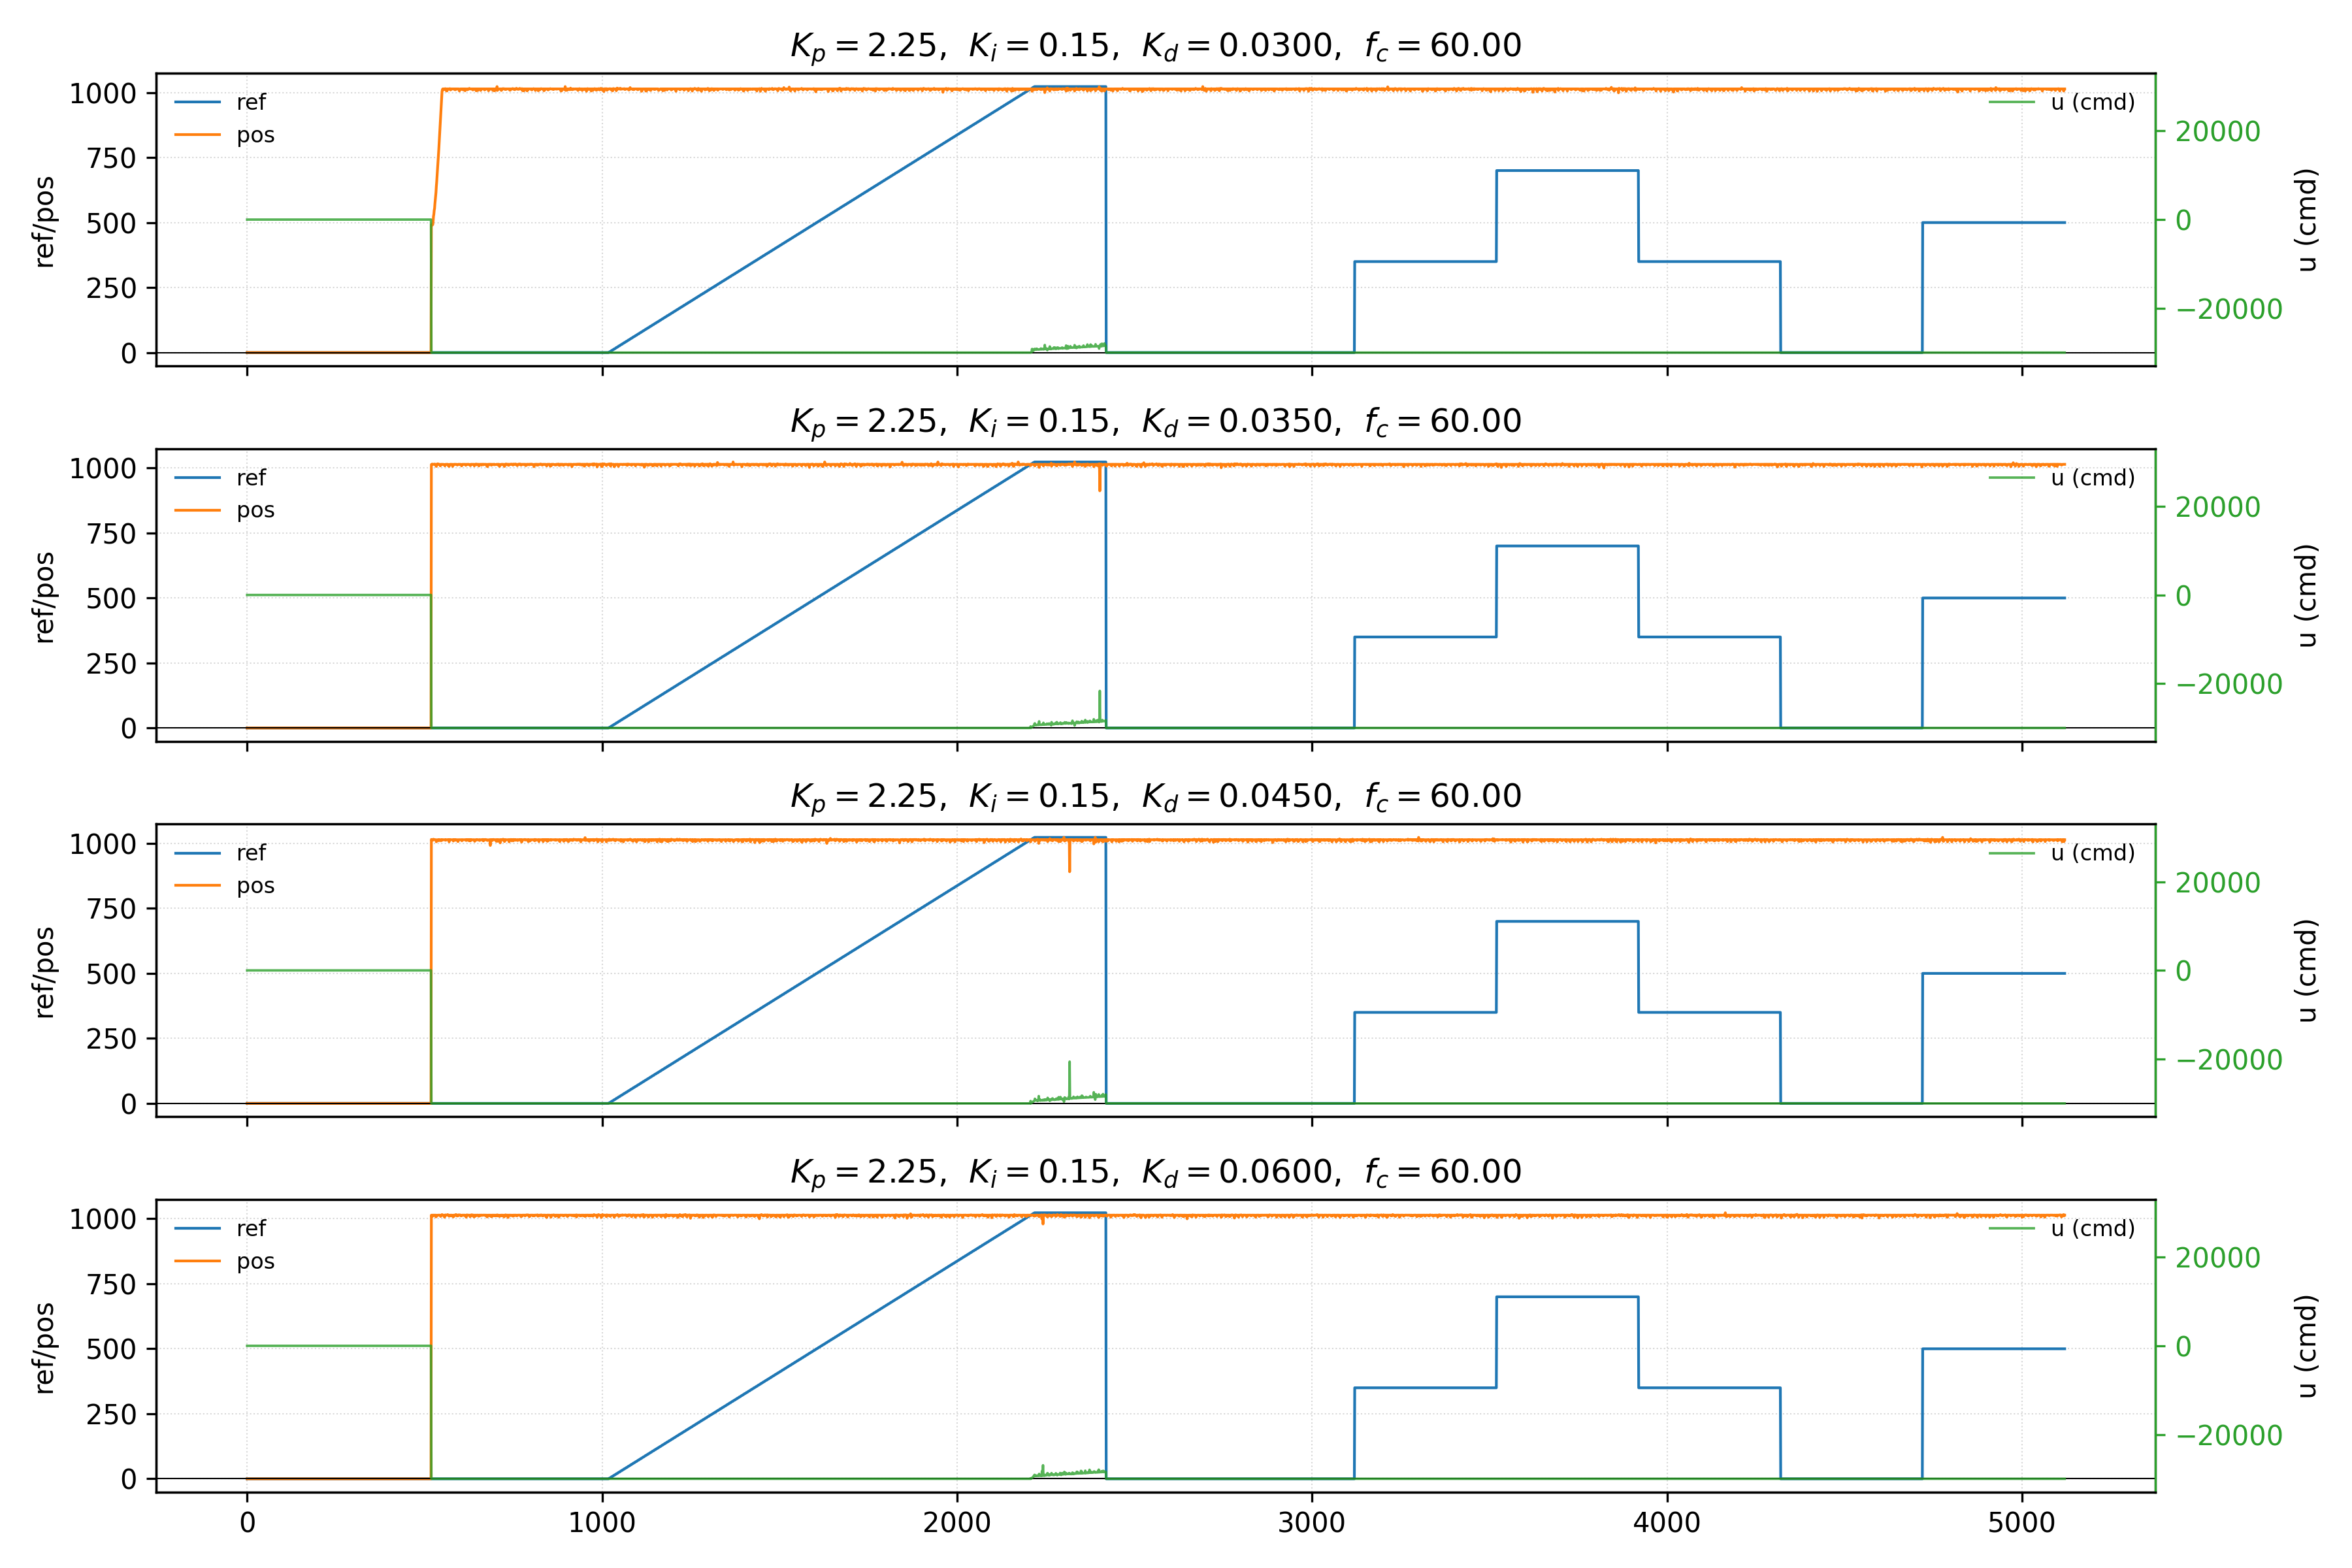 K_p = 2.25, K_i = 0.15, K_d = 0.0300, f_c = 60.00
1000
750
500
250
0
ref/pos
ref
pos
u (cmd)
20000
0
−20000
u (cmd)
K_p = 2.25, K_i = 0.15, K_d = 0.0350, f_c = 60.00
1000
750
500
250
0
ref/pos
ref
pos
u (cmd)
20000
0
−20000
u (cmd)
K_p = 2.25, K_i = 0.15, K_d = 0.0450, f_c = 60.00
1000
750
500
250
0
ref/pos
ref
pos
u (cmd)
20000
0
−20000
u (cmd)
K_p = 2.25, K_i = 0.15, K_d = 0.0600, f_c = 60.00
1000
750
500
250
0
ref/pos
ref
pos
u (cmd)
20000
0
−20000
u (cmd)
0 1000 2000 3000 4000 5000